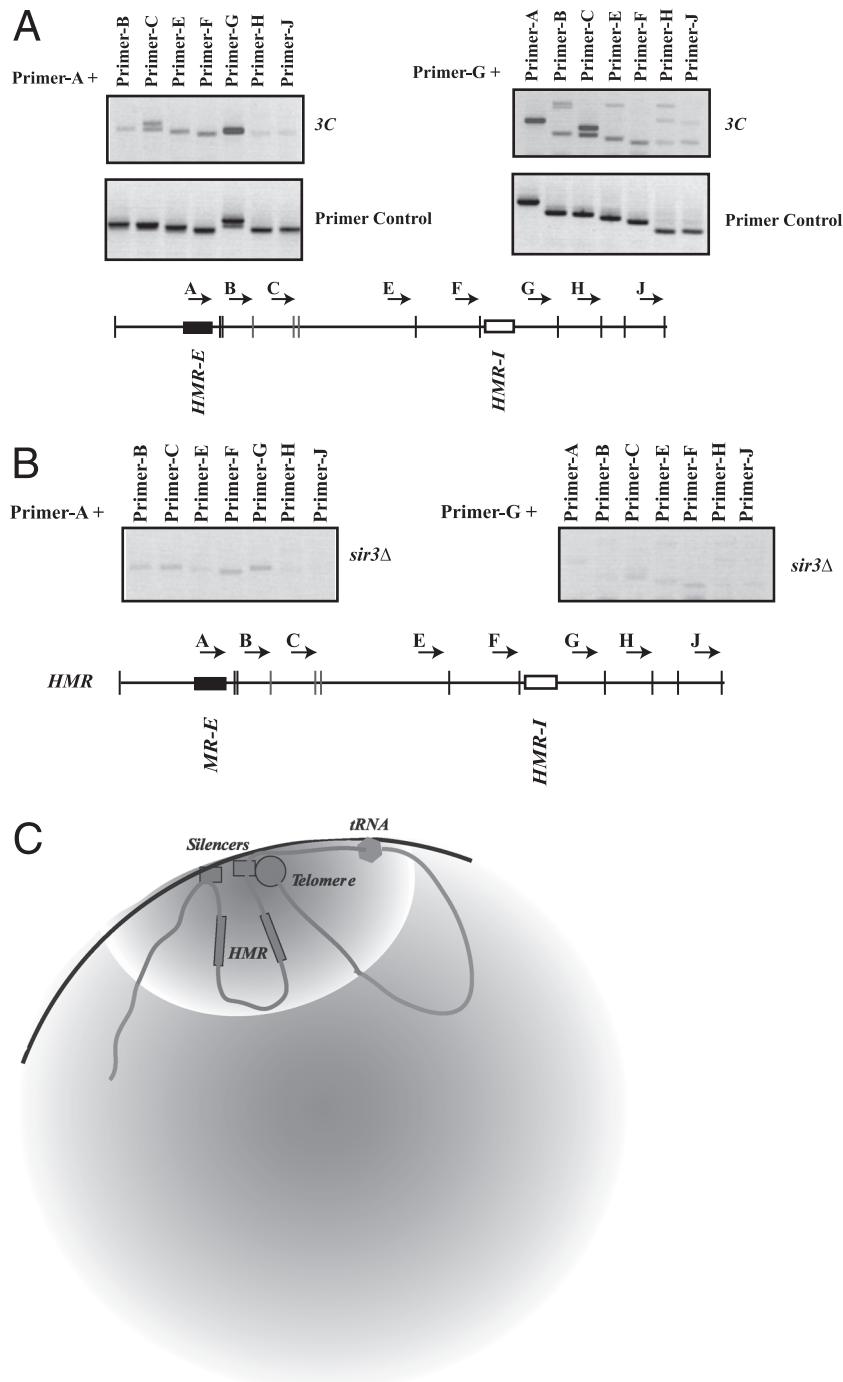 A
Primer-A +
Primer-B
Primer-C
Primer-E
Primer-F
Primer-G
Primer-H
Primer-J
3C
Primer Control
Primer-G +
Primer-A
Primer-B
Primer-C
Primer-E
Primer-F
Primer-H
Primer-J
3C
Primer Control
A B C E F G H J
HMR-E
HMR-I
B
Primer-A +
Primer-B
Primer-C
Primer-E
Primer-F
Primer-G
Primer-H
Primer-J
sir3Δ
Primer-G +
Primer-A
Primer-B
Primer-C
Primer-E
Primer-F
Primer-H
Primer-J
sir3Δ
A B C E F G H J
HMR
MR-E
HMR-I
C
tRNA
Silencers
Telomere
HMR